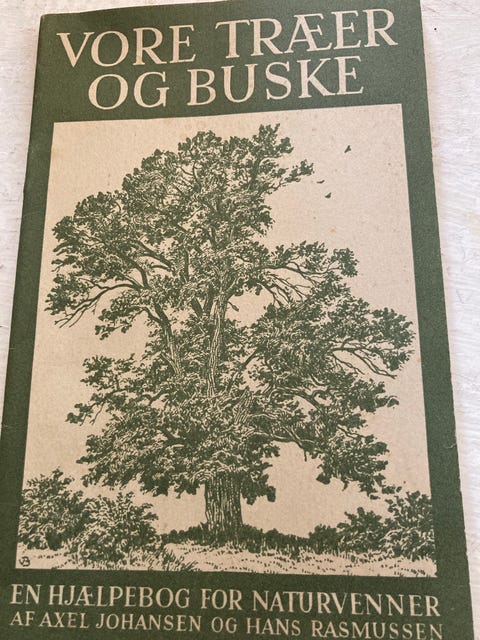 VORE TRÆER
OG BUSKE
EN HJÆLPEBOG FOR NATURVENNER
AF AXEL JOHANSEN OG HANS RASMUSSEN